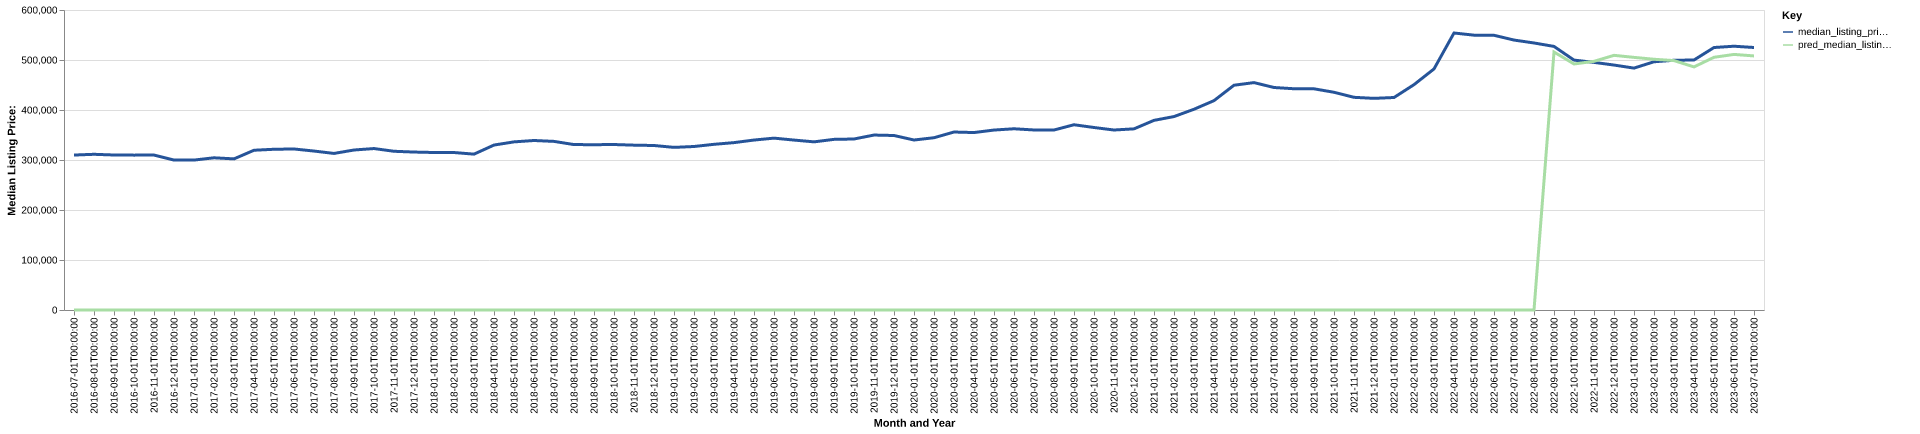 Key
median_listing_pri…
pred_median_listin…
Median Listing Price:
600,000
500,000
400,000
300,000
200,000
100,000
0
2016-07-01T00:00:00
2016-08-01T00:00:00
2016-09-01T00:00:00
2016-10-01T00:00:00
2016-11-01T00:00:00
2016-12-01T00:00:00
2017-01-01T00:00:00
2017-02-01T00:00:00
2017-03-01T00:00:00
2017-04-01T00:00:00
2017-05-01T00:00:00
2017-06-01T00:00:00
2017-07-01T00:00:00
2017-08-01T00:00:00
2017-09-01T00:00:00
2017-10-01T00:00:00
2017-11-01T00:00:00
2017-12-01T00:00:00
2018-01-01T00:00:00
2018-02-01T00:00:00
2018-03-01T00:00:00
2018-04-01T00:00:00
2018-05-01T00:00:00
2018-06-01T00:00:00
2018-07-01T00:00:00
2018-08-01T00:00:00
2018-09-01T00:00:00
2018-10-01T00:00:00
2018-11-01T00:00:00
2018-12-01T00:00:00
2019-01-01T00:00:00
2019-02-01T00:00:00
2019-03-01T00:00:00
2019-04-01T00:00:00
2019-05-01T00:00:00
2019-06-01T00:00:00
2019-07-01T00:00:00
2019-08-01T00:00:00
2019-09-01T00:00:00
2019-10-01T00:00:00
2019-11-01T00:00:00
2019-12-01T00:00:00
2020-01-01T00:00:00
2020-02-01T00:00:00
2020-03-01T00:00:00
2020-04-01T00:00:00
2020-05-01T00:00:00
2020-06-01T00:00:00
2020-07-01T00:00:00
2020-08-01T00:00:00
2020-09-01T00:00:00
2020-10-01T00:00:00
2020-11-01T00:00:00
2020-12-01T00:00:00
2021-01-01T00:00:00
2021-02-01T00:00:00
2021-03-01T00:00:00
2021-04-01T00:00:00
2021-05-01T00:00:00
2021-06-01T00:00:00
2021-07-01T00:00:00
2021-08-01T00:00:00
2021-09-01T00:00:00
2021-10-01T00:00:00
2021-11-01T00:00:00
2021-12-01T00:00:00
2022-01-01T00:00:00
2022-02-01T00:00:00
2022-03-01T00:00:00
2022-04-01T00:00:00
2022-05-01T00:00:00
2022-06-01T00:00:00
2022-07-01T00:00:00
2022-08-01T00:00:00
2022-09-01T00:00:00
2022-10-01T00:00:00
2022-11-01T00:00:00
2022-12-01T00:00:00
2023-01-01T00:00:00
2023-02-01T00:00:00
2023-03-01T00:00:00
2023-04-01T00:00:00
2023-05-01T00:00:00
2023-06-01T00:00:00
2023-07-01T00:00:00
Month and Year